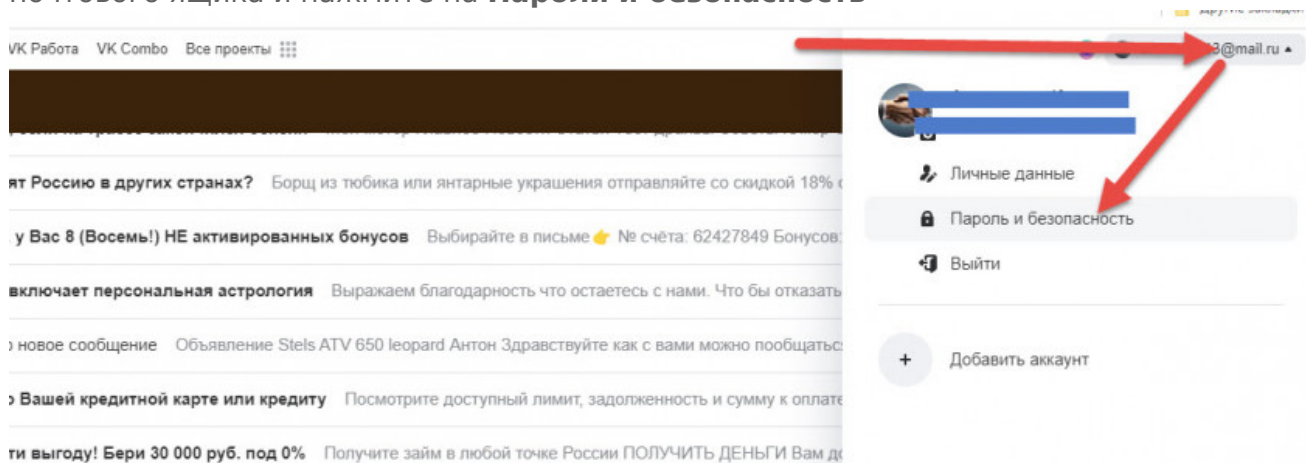 Пароли и безопасность
VK Работа VK Combo Все проекты
3@mail.ru
Личные данные
ят Россию в других странах? Борщ из тюбика или янтарные украшения отправляйте со скидкой 18%
Пароль и безопасность
у Вас 8 (Восемь!) НЕ активированных бонусов Выбирайте в письме 👉 № счёта: 62427849 Бонусов:
Выйти
включает персональная астрология Выражаем благодарность что остаетесь с нами. Что бы отказать
новое сообщение Объявление Stels ATV 650 leopard Антон Здравствуйте как с вами можно пообщатьс
+ Добавить аккаунт
Вашей кредитной карте или кредиту Посмотрите доступный лимит, задолженность и сумму к оплате
ти выгоду! Бери 30 000 руб. под 0% Получите займ в любой точке России ПОЛУЧИТЬ ДЕНЬГИ Вам до